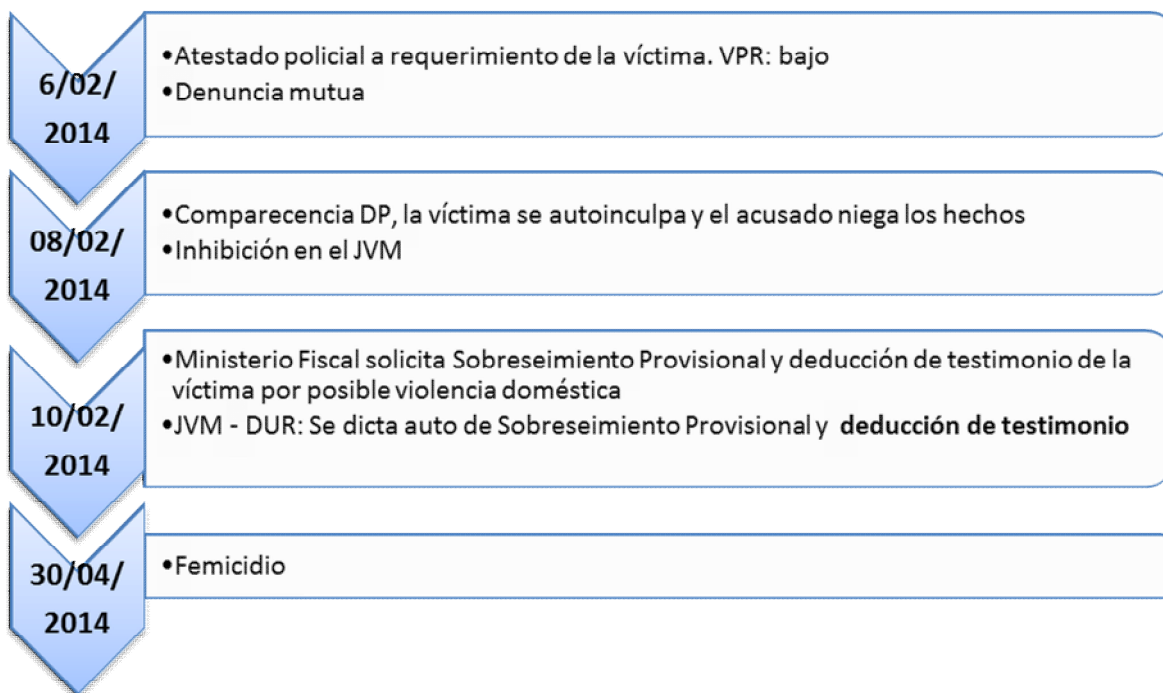 6/02/
2014
•Atestado policial a requerimiento de la víctima. VPR: bajo
•Denuncia mutua
08/02/
2014
•Comparecencia DP, la víctima se autoinculpa y el acusado niega los hechos
•Inhibición en el JVM
10/02/
2014
•Ministerio Fiscal solicita Sobreseimiento Provisional y deducción de testimonio de la
víctima por posible violencia doméstica
•JVM - DUR: Se dicta auto de Sobreseimiento Provisional y deducción de testimonio
30/04/
2014
•Femicidio